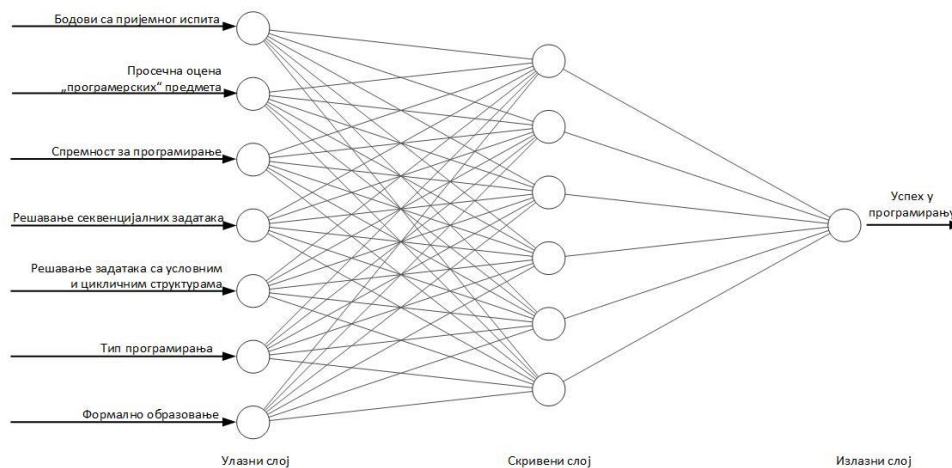 Бодови са пријемног испита
Просечна оцена
„програмерских“ предмета
Спремност за програмирање
Решавање секвенцијалних задатака
Решавање задатака са условним
и цикличним структурама
Тип програмирања
Формално образовање
Успех у
програмирању
Улазни слој
Скривени слој
Излазни слој